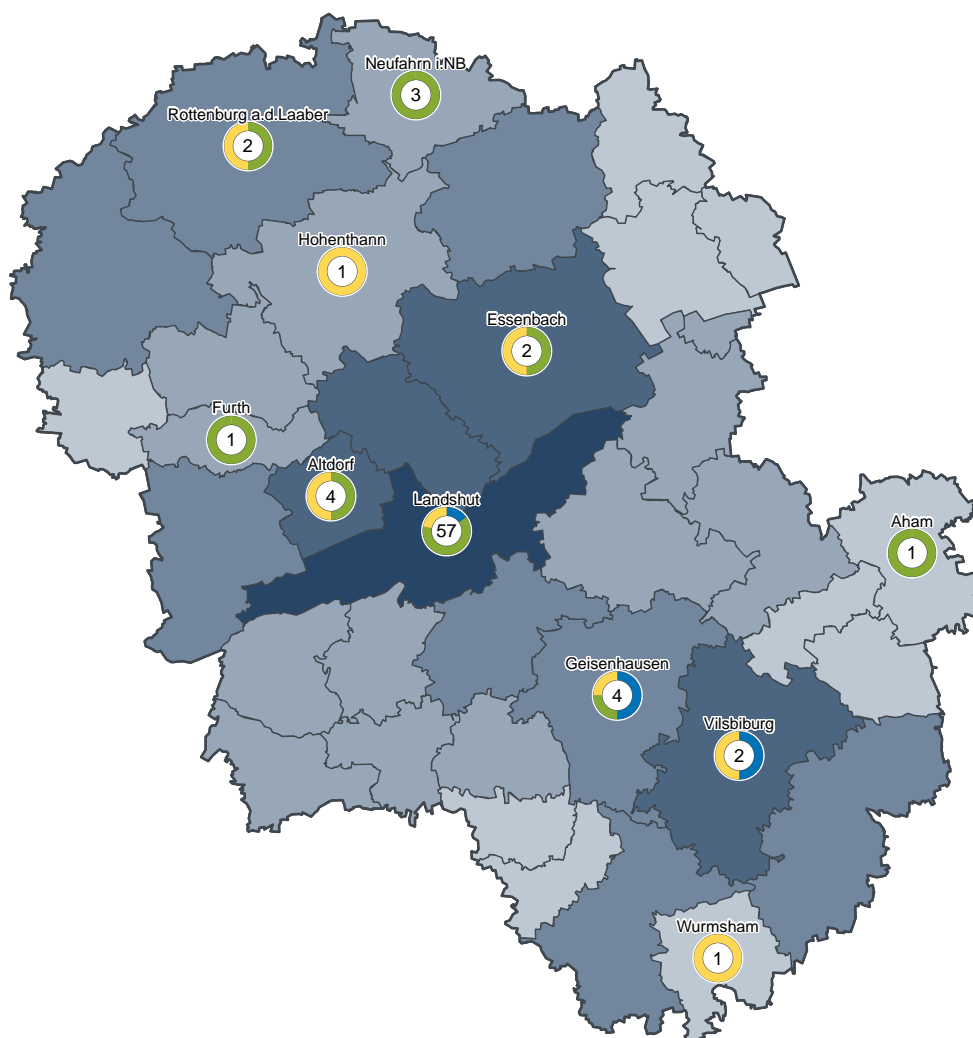 Neufahrn i.NB
3
Rottenburg a.d.Laaber
2
Hohenthann
1
Essenbach
2
Furth
1
Altdorf
4
Landshut
57
Aham
1
Geisenhausen
4
Vilsbiburg
2
Wurmsham
1